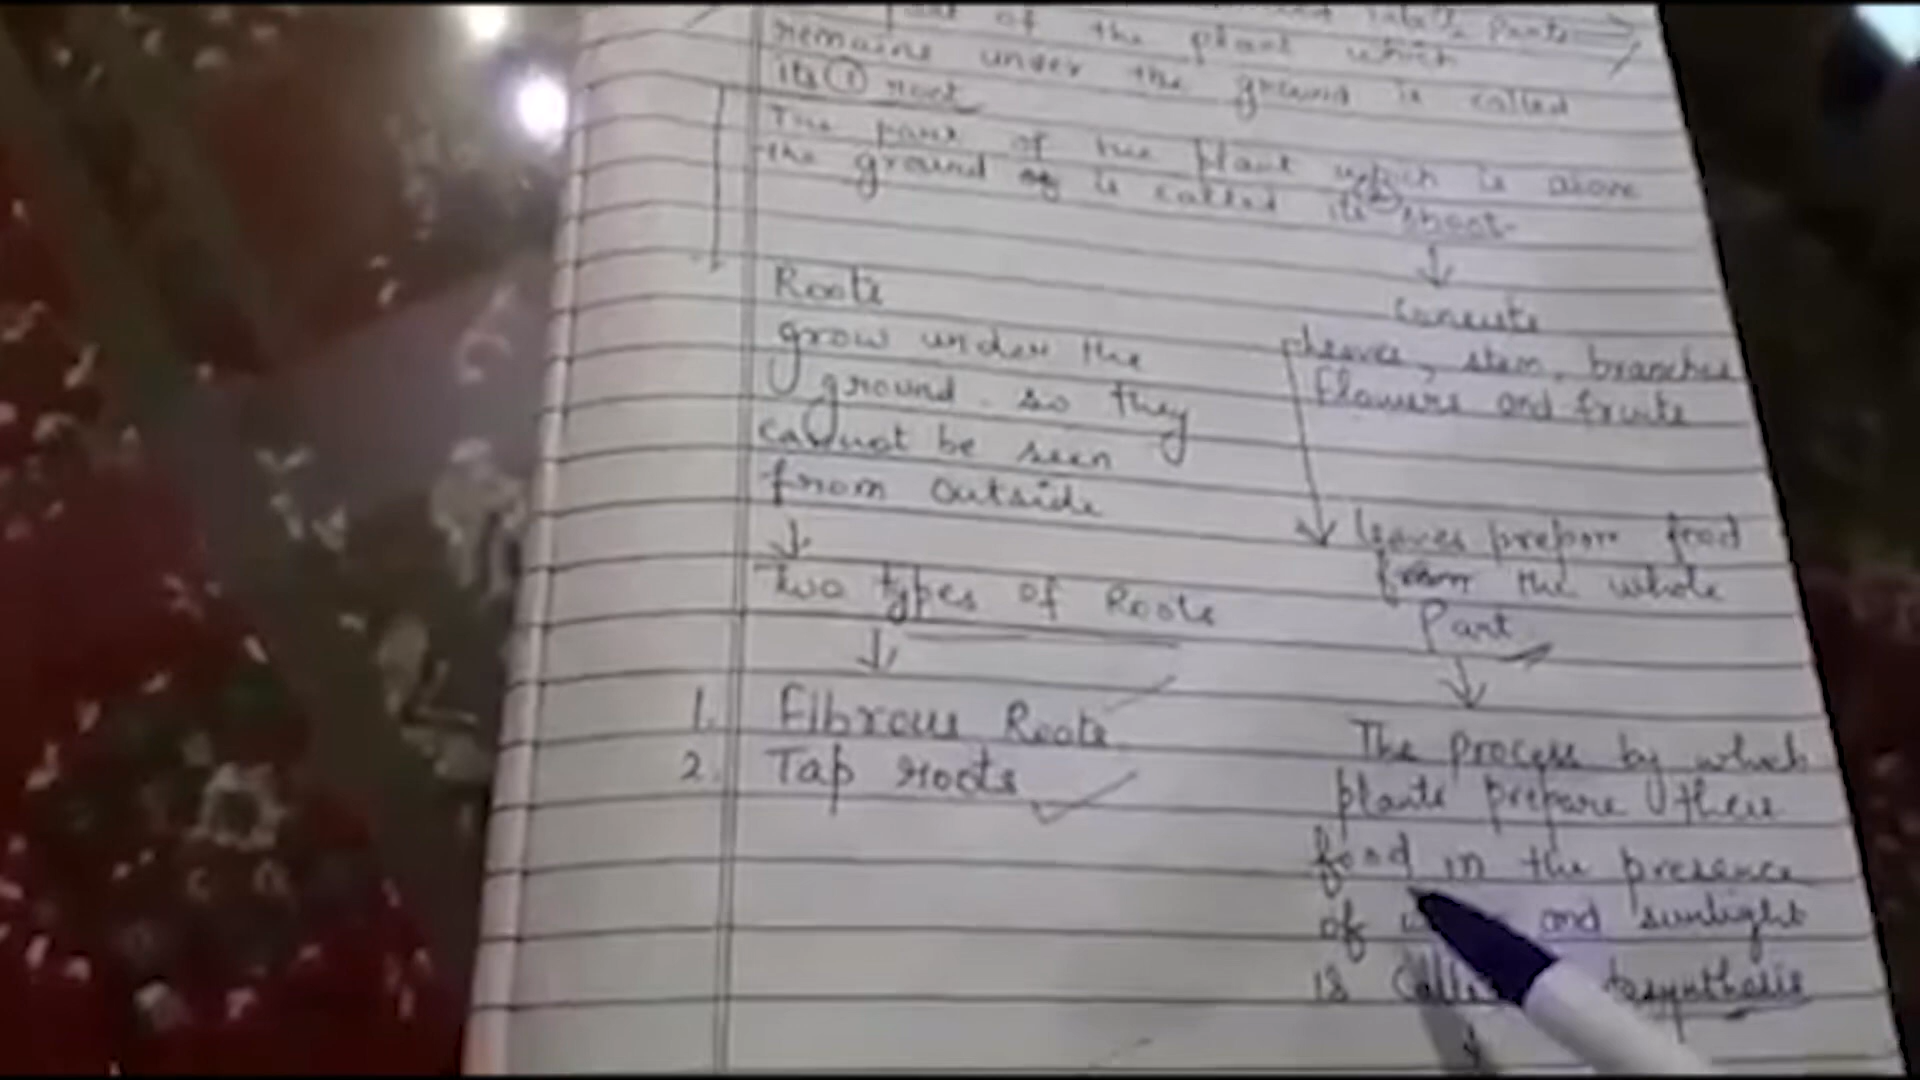 of the plant which
remains under the ground is called
its ① root
The part of the plant which is above
the ground is called its ② shoot
Roots
grow under the
ground. so they
cannot be seen
from outside
Two types of Roots
1. Fibrous Roots
2. Tap roots
Consists
leaves, stem, branches
flowers and fruits
leaves prepare food
from the whole
Part
The process by which
plants prepare their
food in the presence
of and sunlight
is